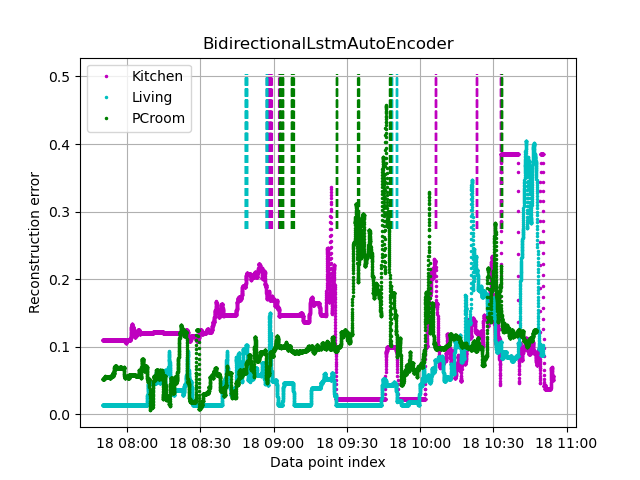 BidirectionalLstmAutoEncoder
Kitchen
Living
PCroom
Reconstruction error
0.5
0.4
0.3
0.2
0.1
0.0
18 08:00 18 08:30 18 09:00 18 09:30 18 10:00 18 10:30 18 11:00
Data point index